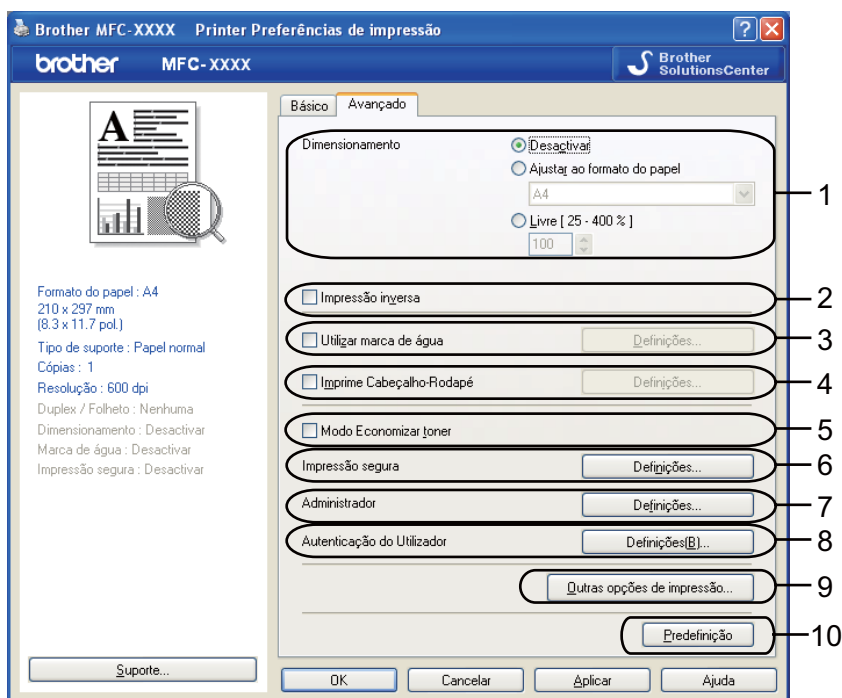 Brother MFC-XXXX Printer Preferências de impressão
brother MFC-XXXX
Brother
SolutionsCenter
Básico Avançado
A
Formato do papel : A4
210 x 297 mm
(8.3 x 11.7 pol.)
Tipo de suporte : Papel normal
Cópias : 1
Resolução : 600 dpi
Duplex / Folheto : Nenhuma
Dimensionamento : Desactivar
Marca de água : Desactivar
Impressão segura : Desactivar
Suporte...
Dimensionamento
Desactivar
Ajustar ao formato do papel
A4
Livre [ 25 - 400 % ]
100
1
Impressão inversa
2
Utilizar marca de água Definições...
3
Imprime Cabeçalho-Rodapé Definições...
4
Modo Economizar toner
5
Impressão segura Definições...
6
Administrador Definições...
7
Autenticação do Utilizador Definições(B)...
8
Outras opções de impressão...
9
Predefinição
10
OK Cancelar Aplicar Ajuda